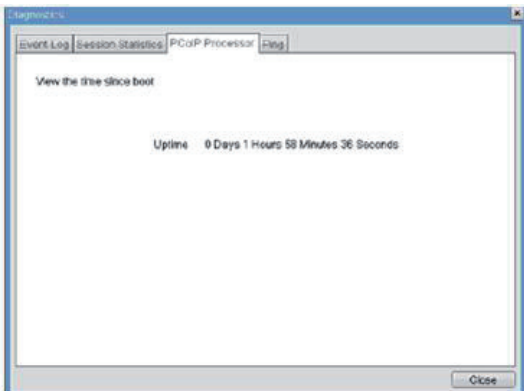 Diagnostics
Event Log Session Statistics PCoIP Processor Ping
View the time since boot
Uptime 0 Days 1 Hours 58 Minutes 36 Seconds
Close